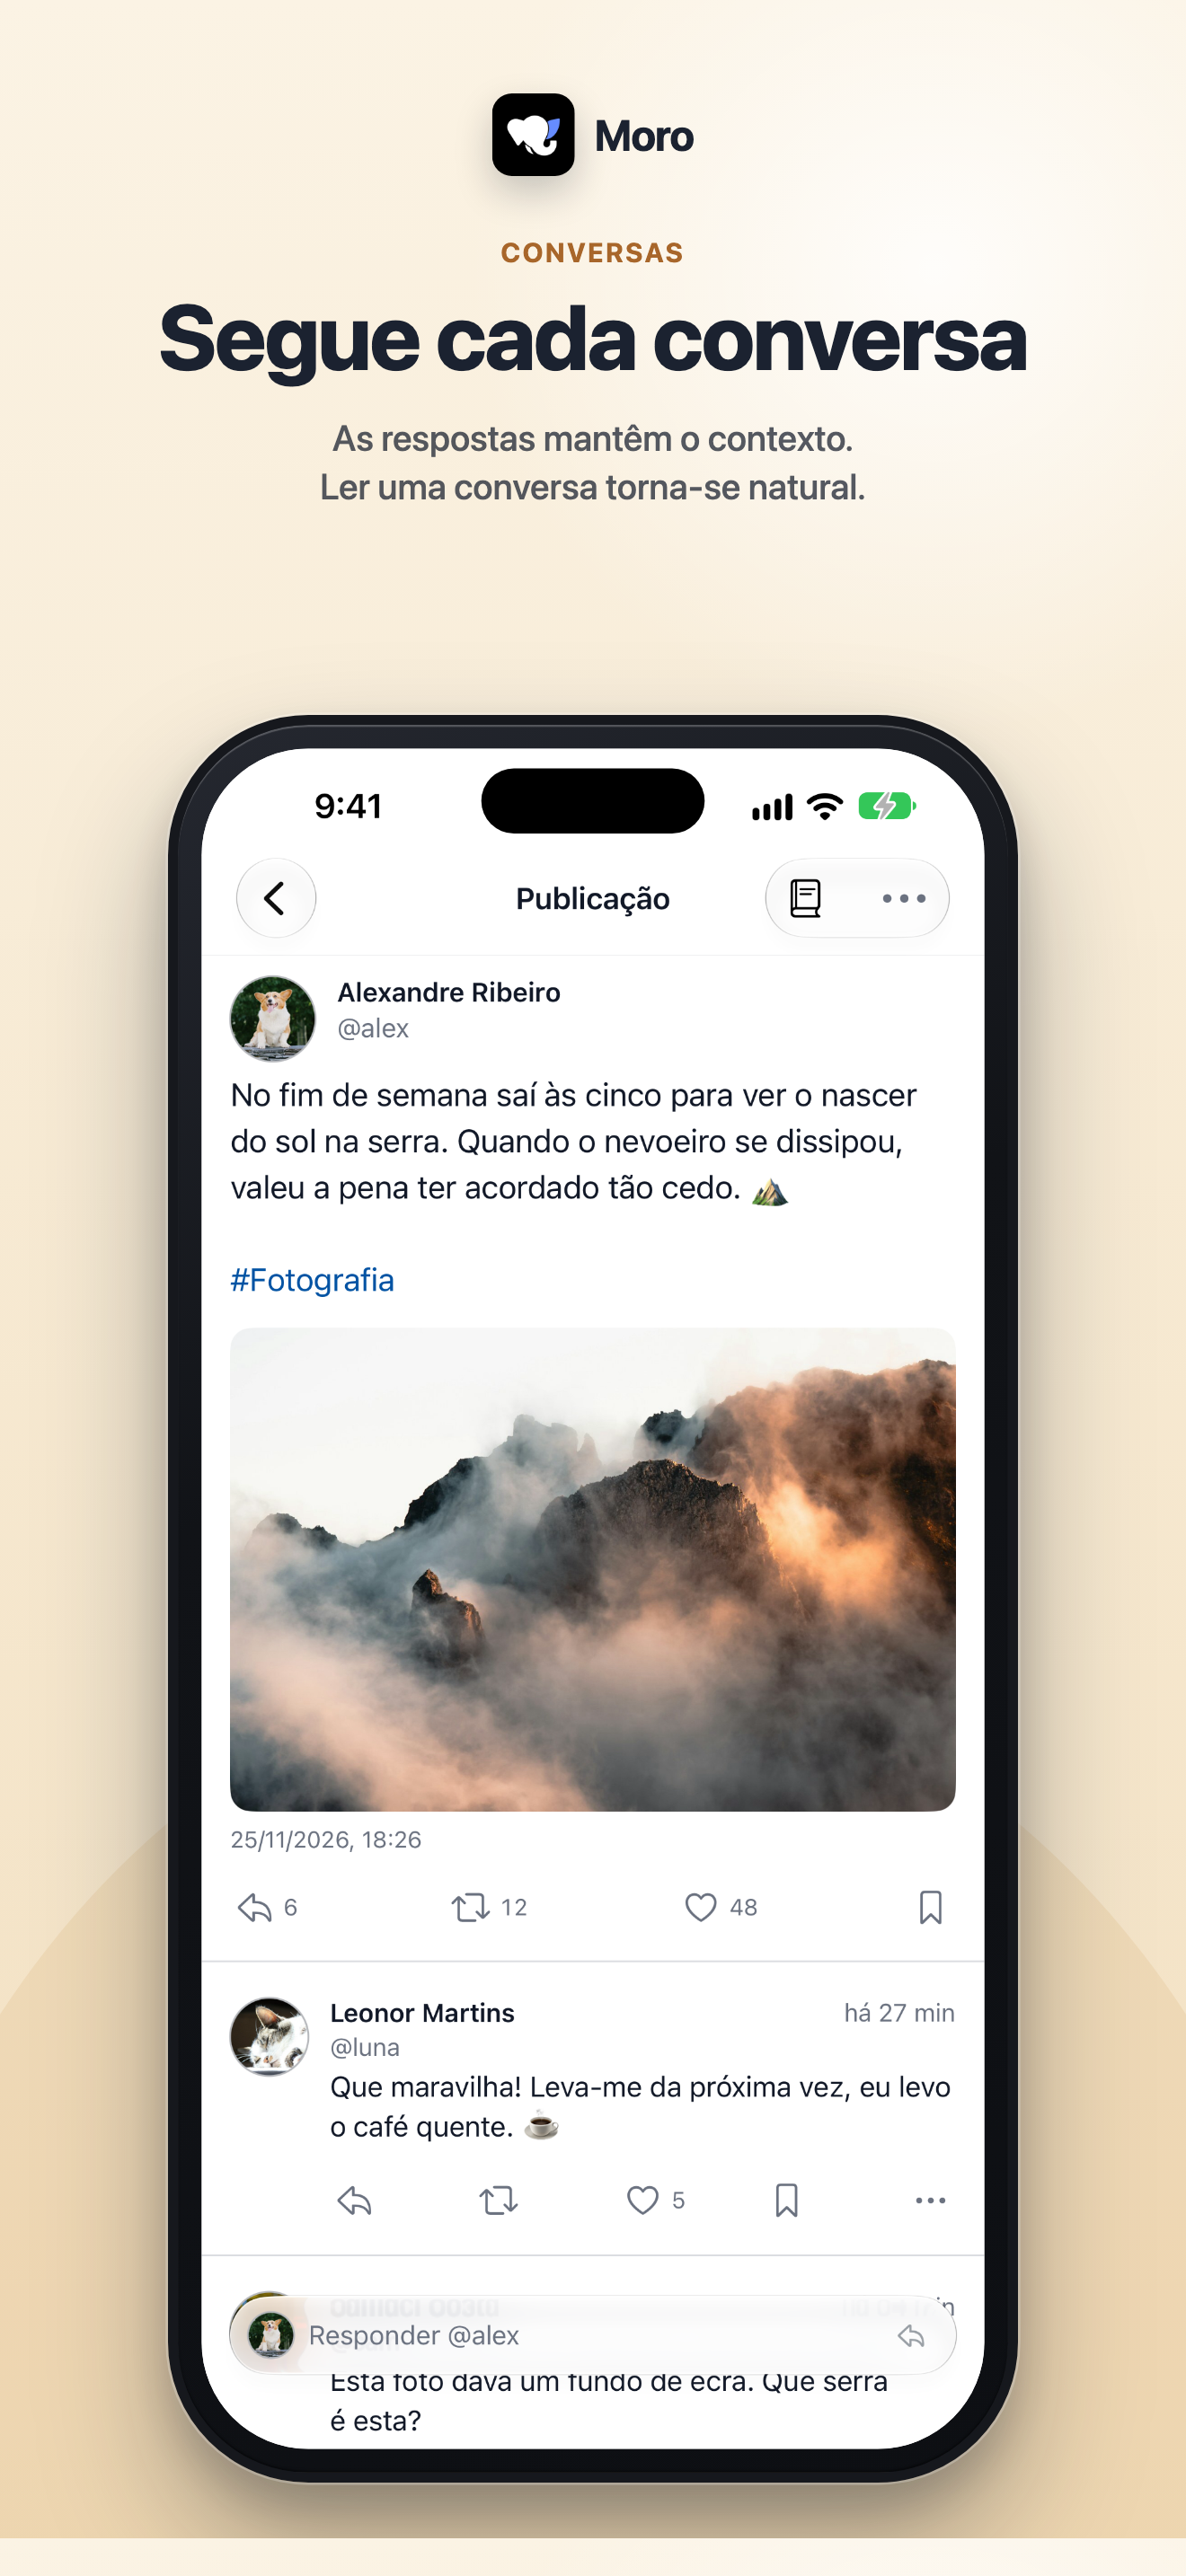 Moro
CONVERSAS
Segue cada conversa
As respostas mantêm o contexto.
Ler uma conversa torna-se natural.
9:41
Publicação
Alexandre Ribeiro
@alex
No fim de semana saí às cinco para ver o nascer
do sol na serra. Quando o nevoeiro se dissipou,
valeu a pena ter acordado tão cedo.
#Fotografia
25/11/2026, 18:26
6 12 48
Leonor Martins há 27 min
@luna
Que maravilha! Leva-me da próxima vez, eu levo
o café quente.
5
Responder @alex
Esta foto dava um fundo de ecrã. Que serra
é esta?